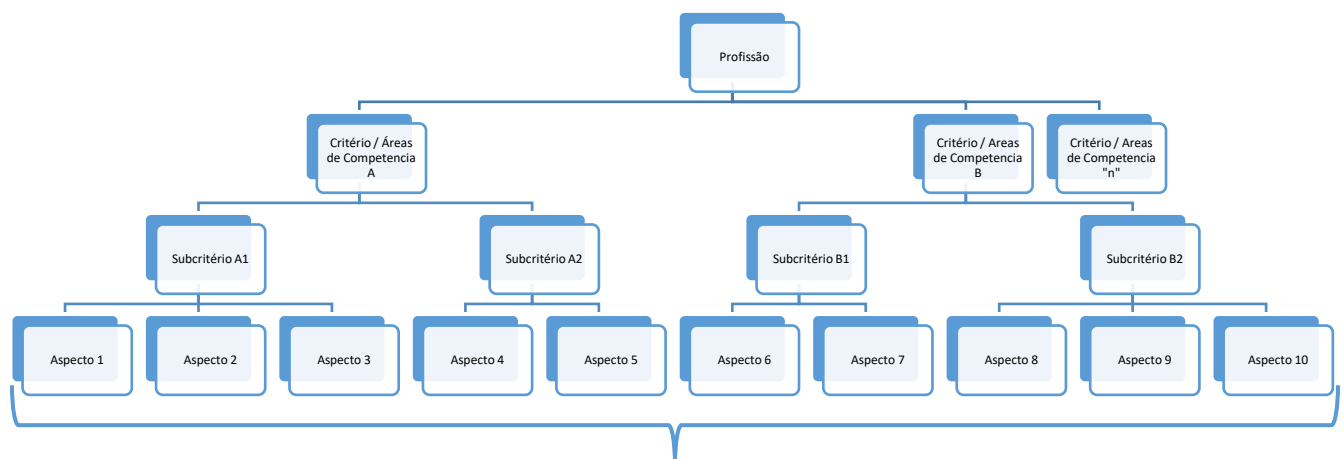 Profissão
Critério / Áreas
de Competencia
A
Critério / Areas
de Competencia
B
Critério / Areas
de Competencia
"n"
Subcritério A1
Subcritério A2
Subcritério B1
Subcritério B2
Aspecto 1
Aspecto 2
Aspecto 3
Aspecto 4
Aspecto 5
Aspecto 6
Aspecto 7
Aspecto 8
Aspecto 9
Aspecto 10